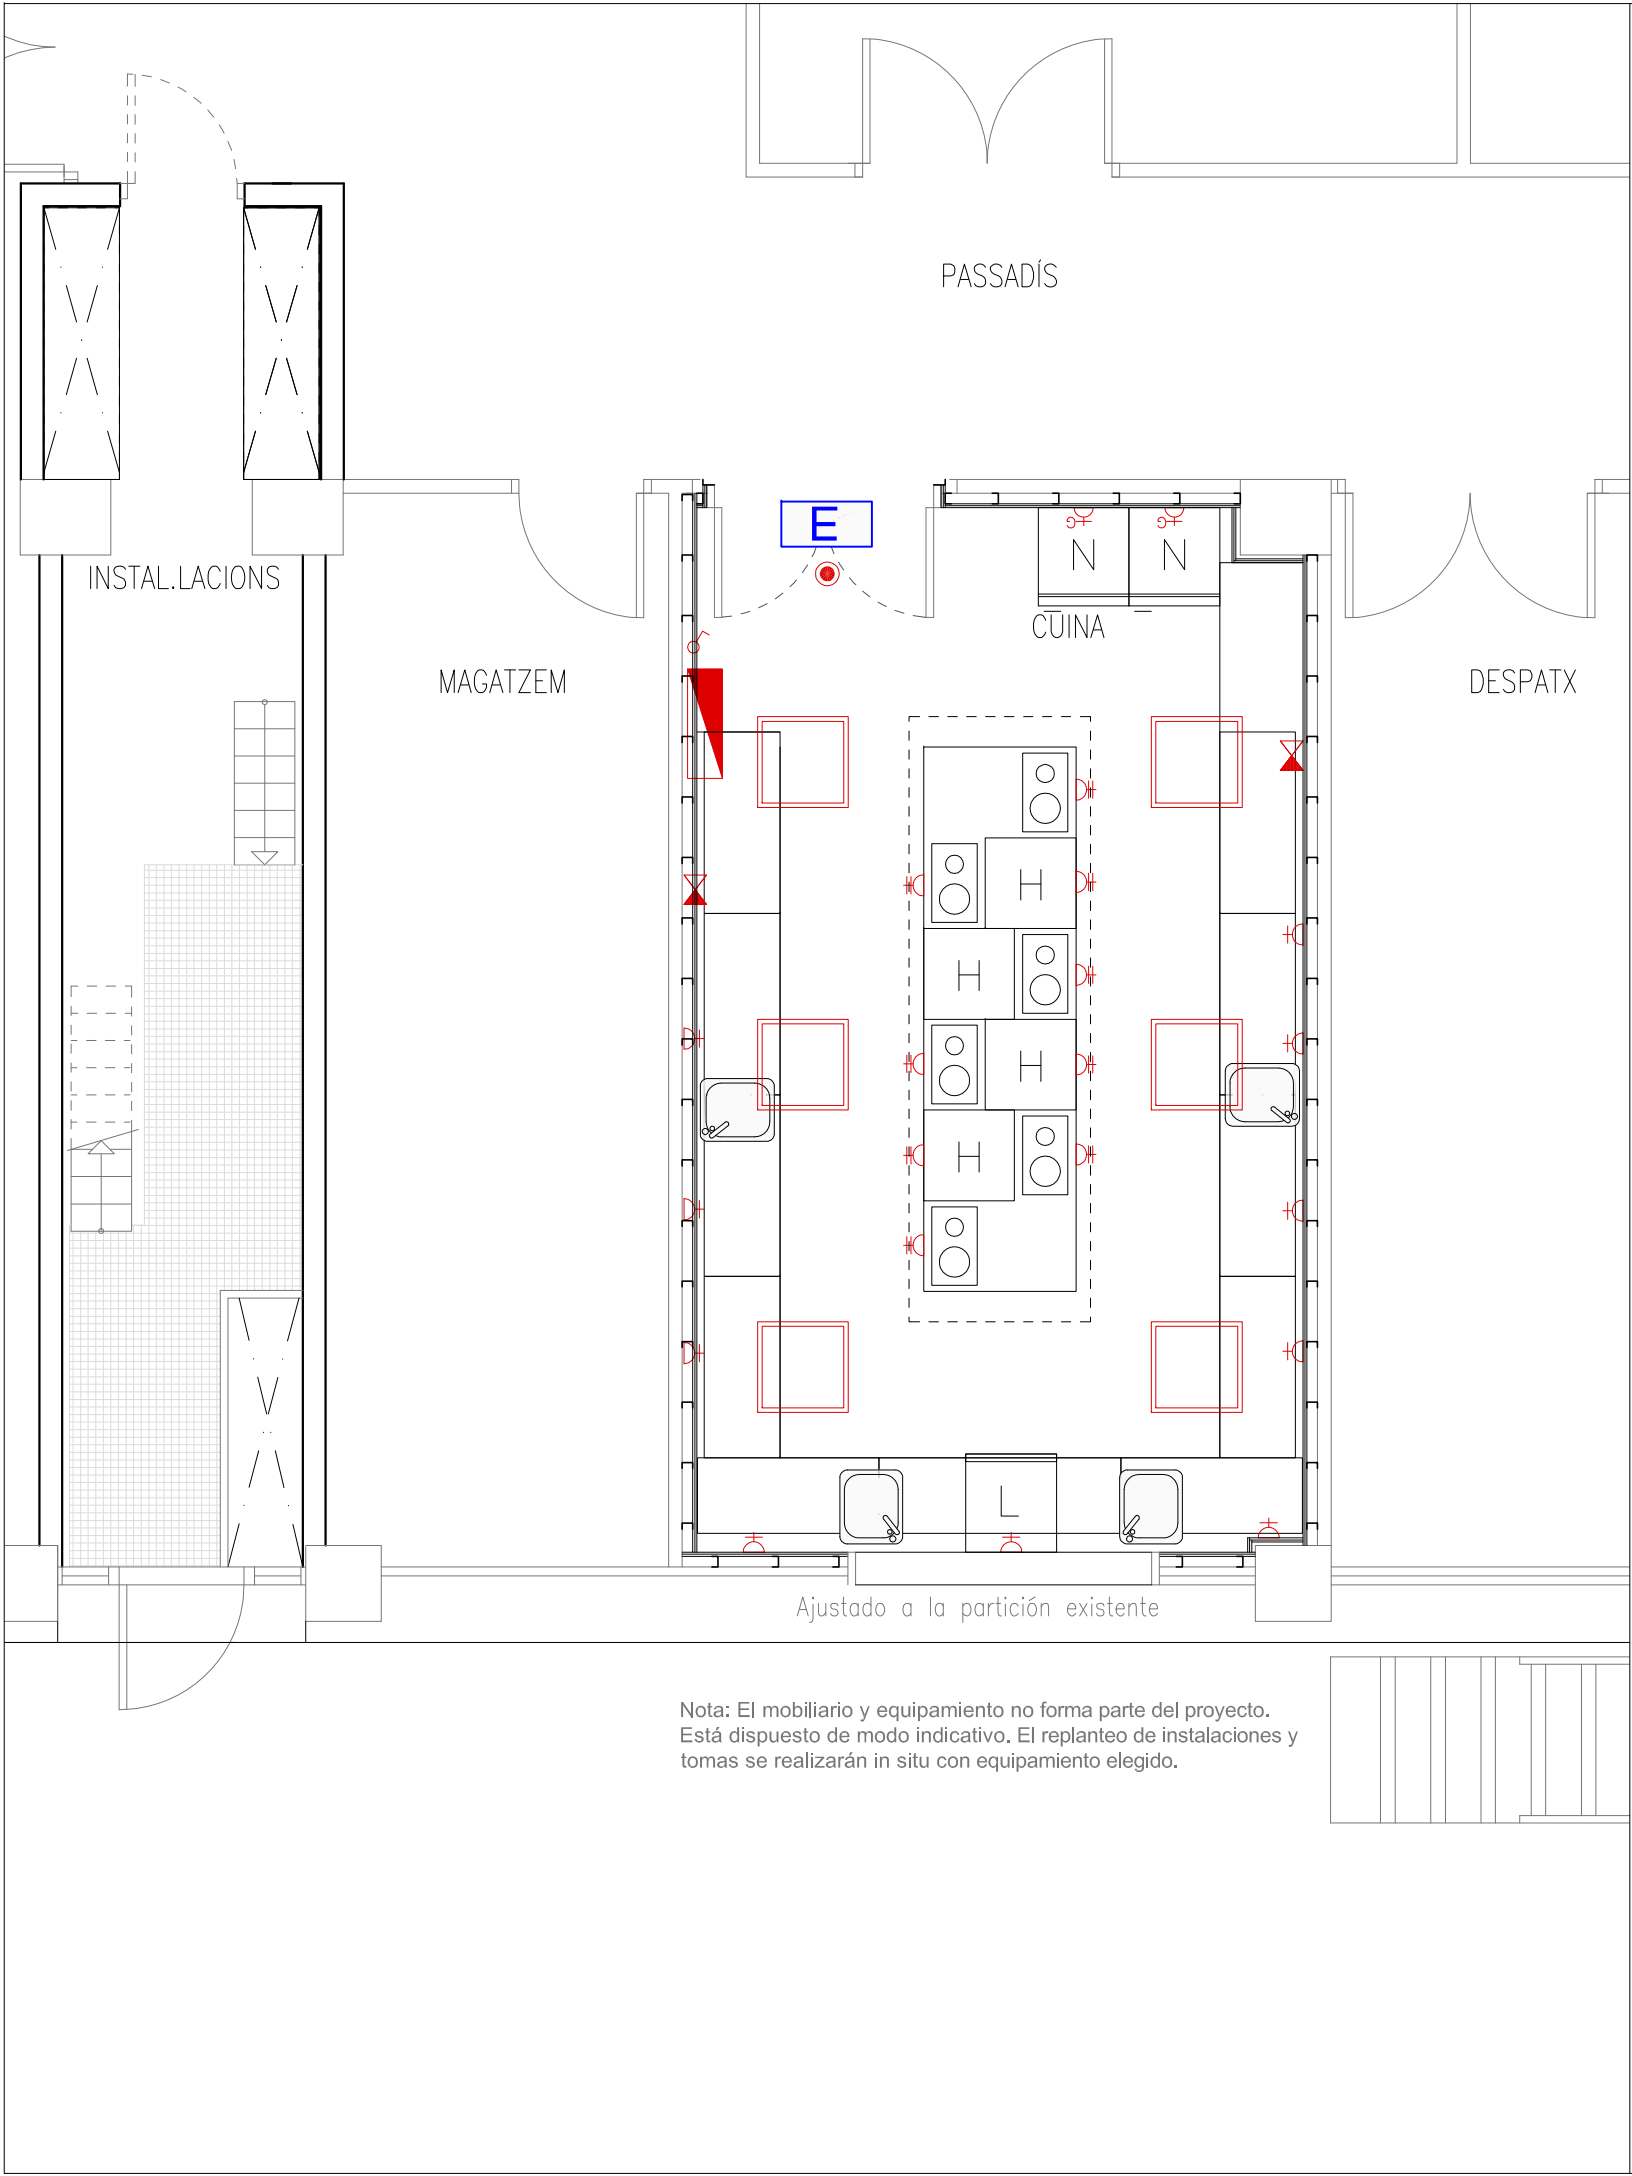 PASSADÍS
E
G
G
N
N
INSTAL.LACIONS
CUINA
MAGATZEM
DESPATX
H
H
H
H
L
Ajustado a la partición existente
Nota: El mobiliario y equipamiento no forma parte del proyecto.
Está dispuesto de modo indicativo. El replanteo de instalaciones y
tomas se realizarán in situ con equipamiento elegido.